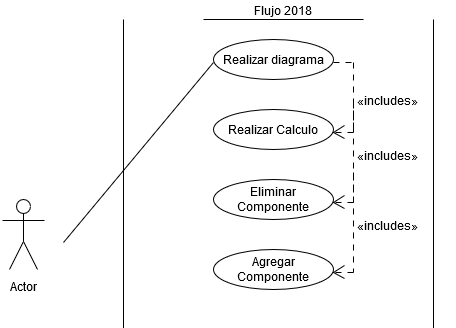 Flujo 2018
Realizar diagrama
«includes»
Realizar Calculo
«includes»
Eliminar
Componente
«includes»
Agregar
Componente
Actor